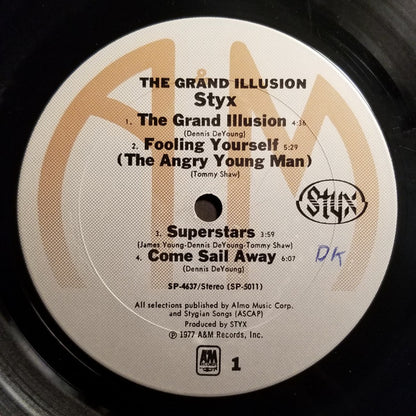 THE GRAND ILLUSION
Styx
1. The Grand Illusion 4:36
(Dennis DeYoung)
2. Fooling Yourself 5:29
(The Angry Young Man)
(Tommy Shaw)
Styx
3. Superstars 3:59
(James Young-Dennis DeYoung-Tommy Shaw)
4. Come Sail Away 6:07
(Dennis DeYoung)
DK
SP-4637/Stereo (SP-5011)
All selections published by Almo Music Corp.
and Stygian Songs (ASCAP)
Produced by STYX
℗ 1977 A&M Records, Inc.
A&M
RECORDS
1
A&M